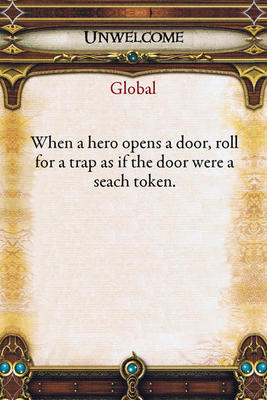 Unwelcome
Global
When a hero opens a door, roll
for a trap as if the door were a
seach token.